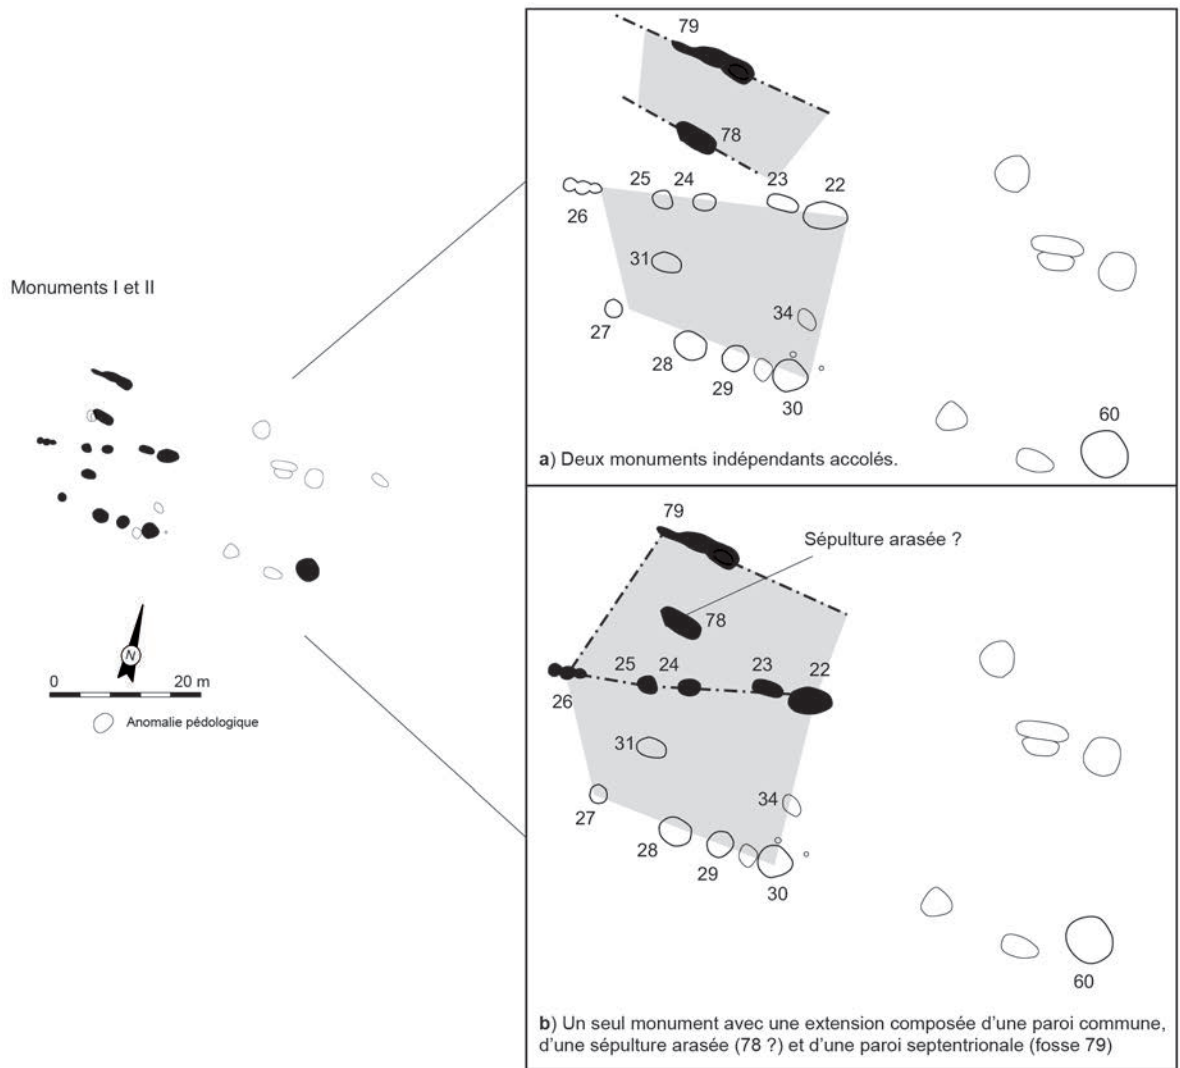 Monuments I et II
N
0 20 m
Anomalie pédologique
79
78
25 24 23 22
26
31
34
27
28
29
30
60
a) Deux monuments indépendants accolés.
79
Sépulture arasée ?
78
25 24 23 22
26
31
34
27
28
29
30
60
b) Un seul monument avec une extension composée d'une paroi commune,
d'une sépulture arasée (78 ?) et d'une paroi septentrionale (fosse 79)